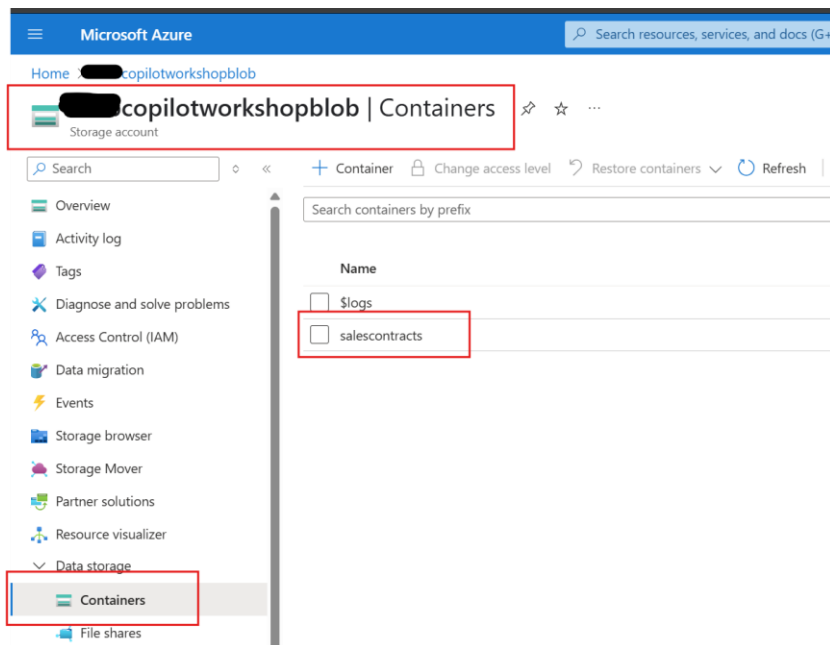 Microsoft Azure
Search resources, services, and docs (G+
Home > copilotworkshopblob
copilotworkshopblob | Containers
Storage account
Search
Container
Change access level
Restore containers
Refresh
Search containers by prefix
Overview
Activity log
Tags
Diagnose and solve problems
Access Control (IAM)
Data migration
Events
Storage browser
Storage Mover
Partner solutions
Resource visualizer
Data storage
Containers
File shares
Name
$logs
salescontracts